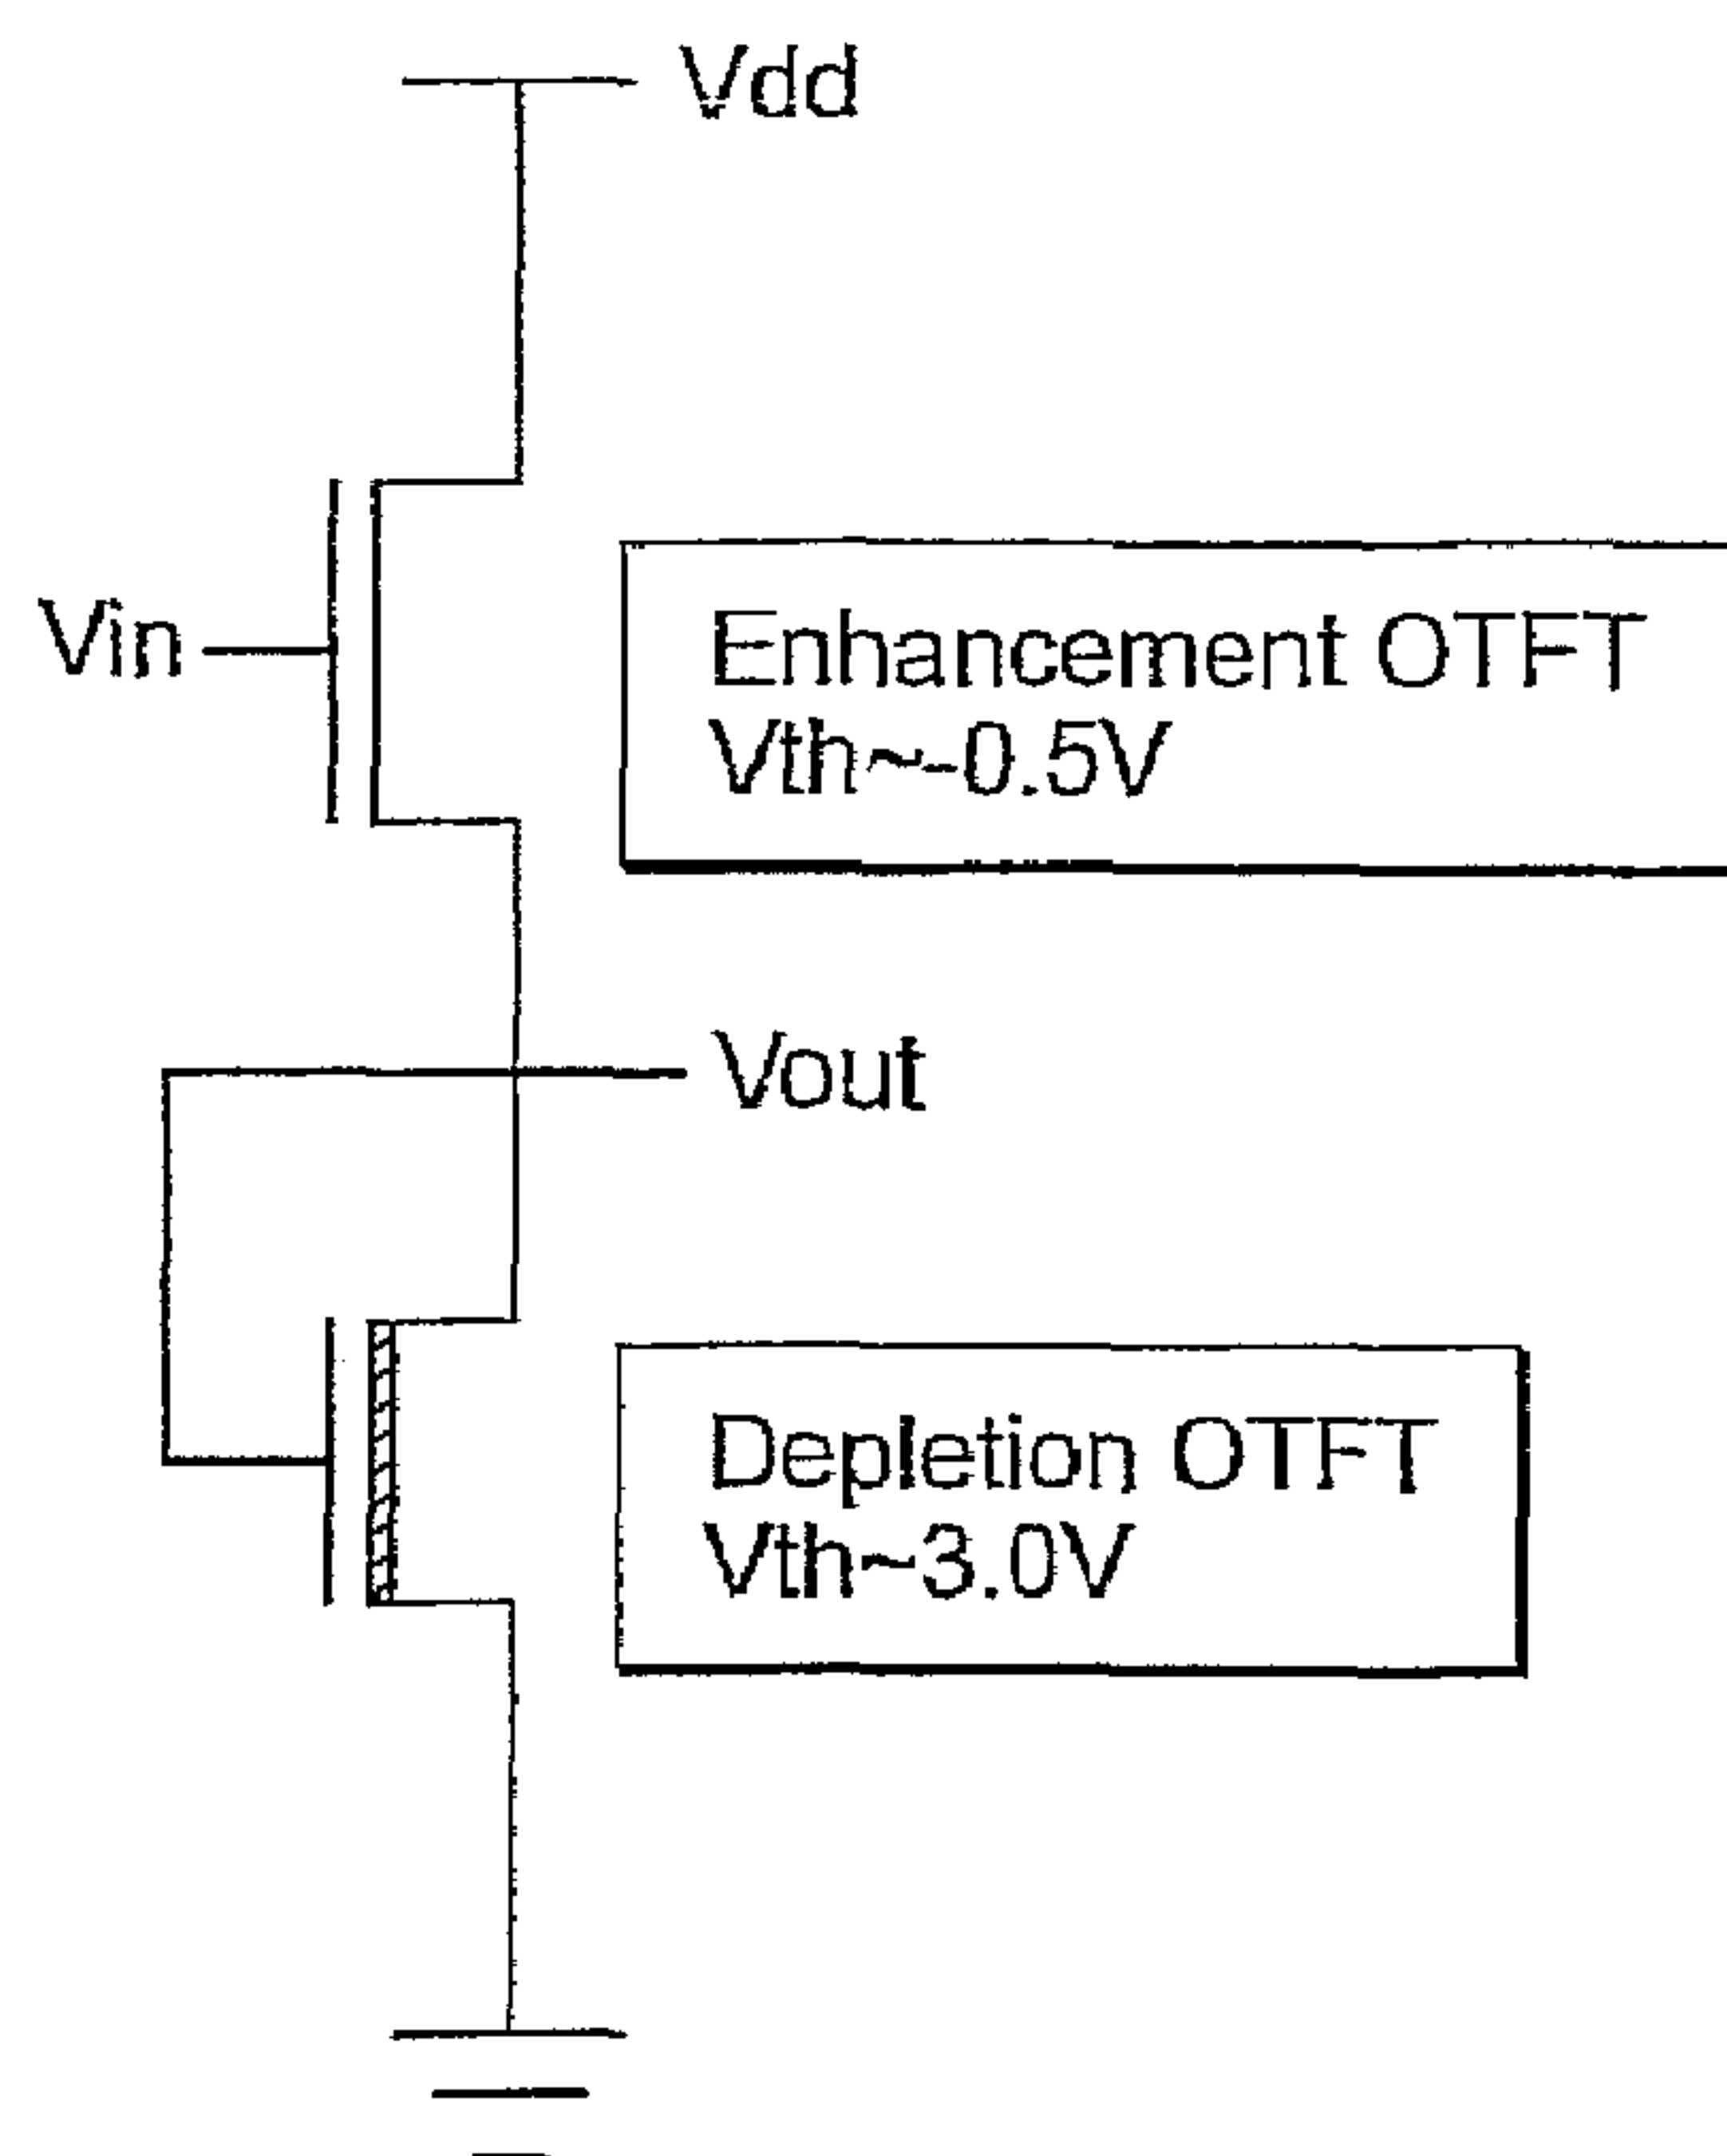 Vdd
Vin
Enhancement OTFT
Vth~-0.5V
Vout
Depletion OTFT
Vth~3.0V